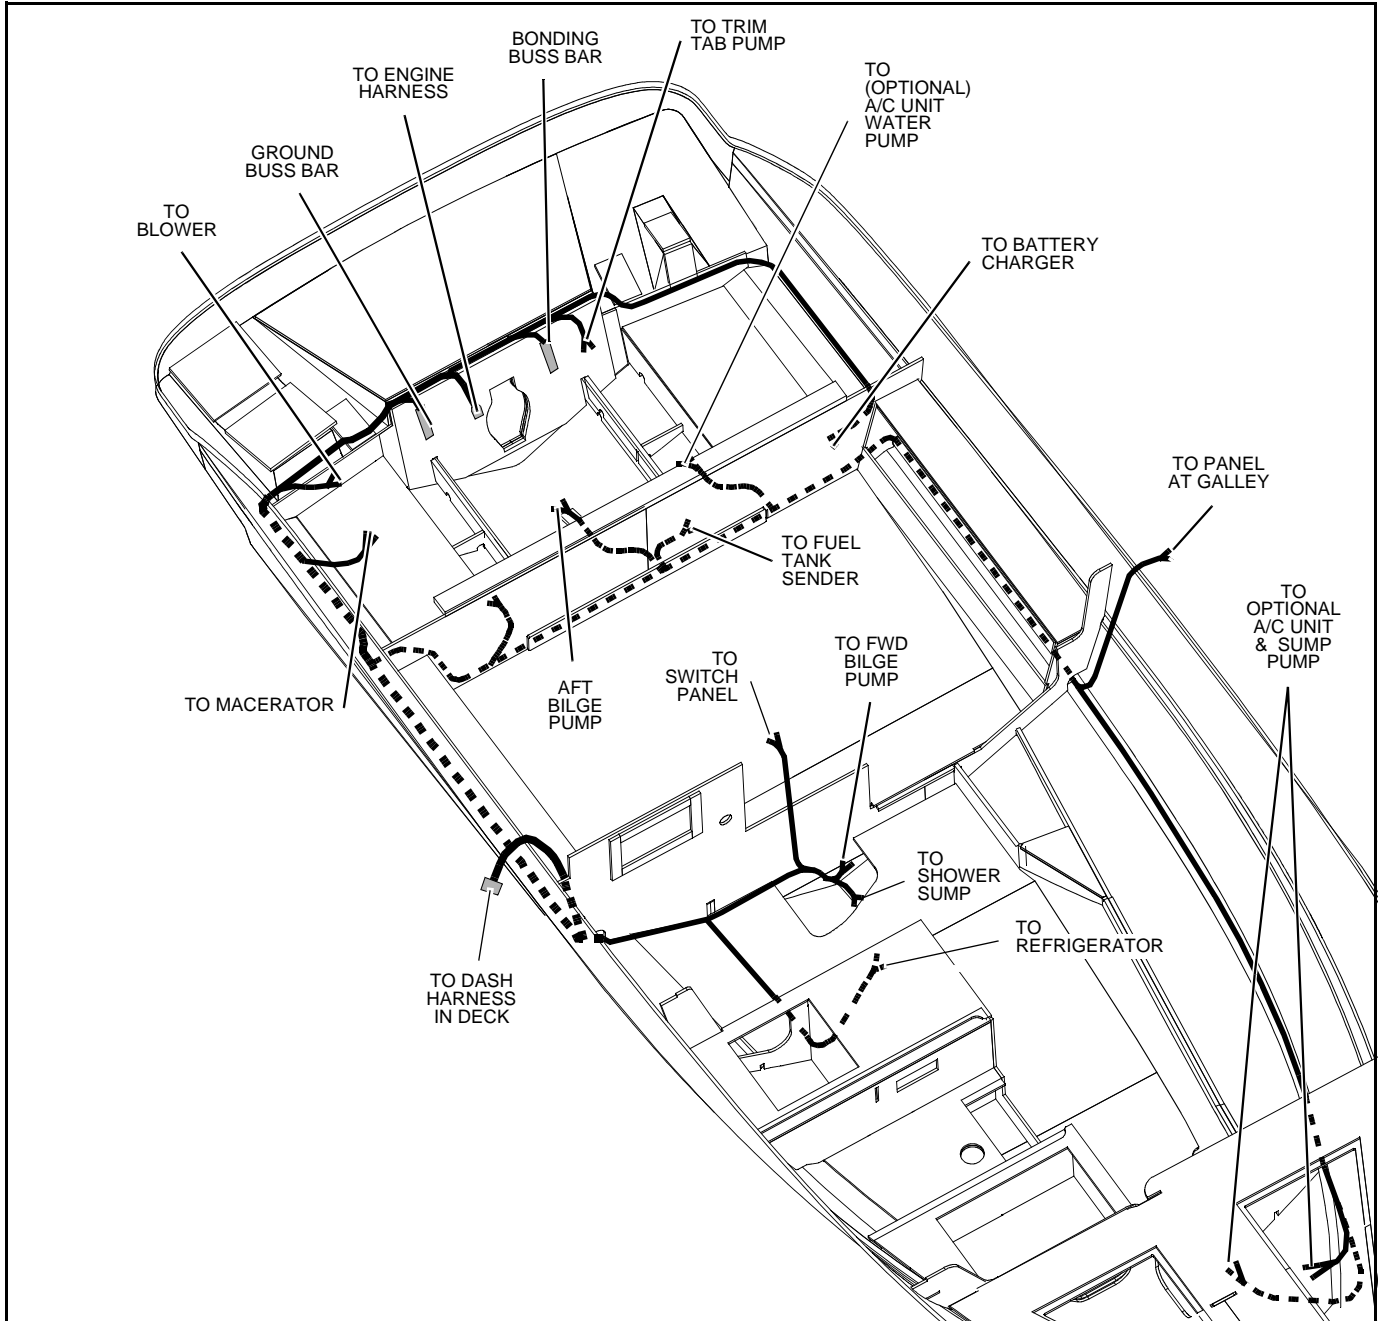 BONDING
BUSS BAR
TO TRIM
TAB PUMP
TO ENGINE
HARNESS
TO
(OPTIONAL)
A/C UNIT
WATER
PUMP
GROUND
BUSS BAR
TO
BLOWER
TO BATTERY
CHARGER
TO PANEL
AT GALLEY
TO FUEL
TANK
SENDER
TO
OPTIONAL
A/C UNIT
& SUMP
PUMP
TO MACERATOR
AFT
BILGE
PUMP
TO
SWITCH
PANEL
TO FWD
BILGE
PUMP
TO
SHOWER
SUMP
TO
REFRIGERATOR
TO DASH
HARNESS
IN DECK